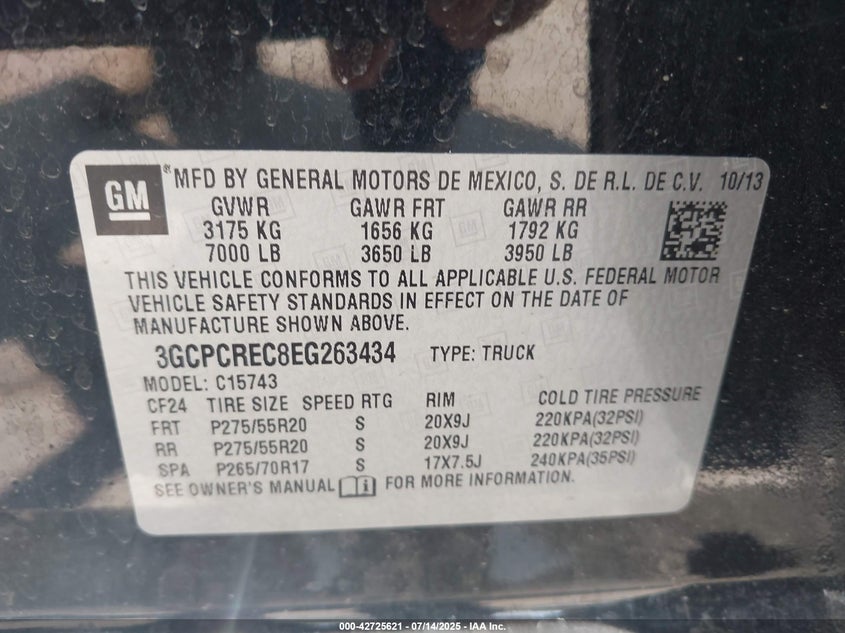 GM ® MFD BY GENERAL MOTORS DE MEXICO, S. DE R.L. DE C.V. 10/13
GVWR GAWR FRT GAWR RR
3175 KG 1656 KG 1792 KG
7000 LB 3650 LB 3950 LB
THIS VEHICLE CONFORMS TO ALL APPLICABLE U.S. FEDERAL MOTOR
VEHICLE SAFETY STANDARDS IN EFFECT ON THE DATE OF
MANUFACTURE SHOWN ABOVE.
3GCPCREC8EG263434 TYPE: TRUCK
MODEL: C15743
CF24 TIRE SIZE SPEED RTG RIM COLD TIRE PRESSURE
FRT P275/55R20 S 20X9J 220KPA(32PSI)
RR P275/55R20 S 20X9J 220KPA(32PSI)
SPA P265/70R17 S 17X7.5J 240KPA(35PSI)
SEE OWNER'S MANUAL i FOR MORE INFORMATION.
000-42725621 - 07/14/2025 - IAA Inc.